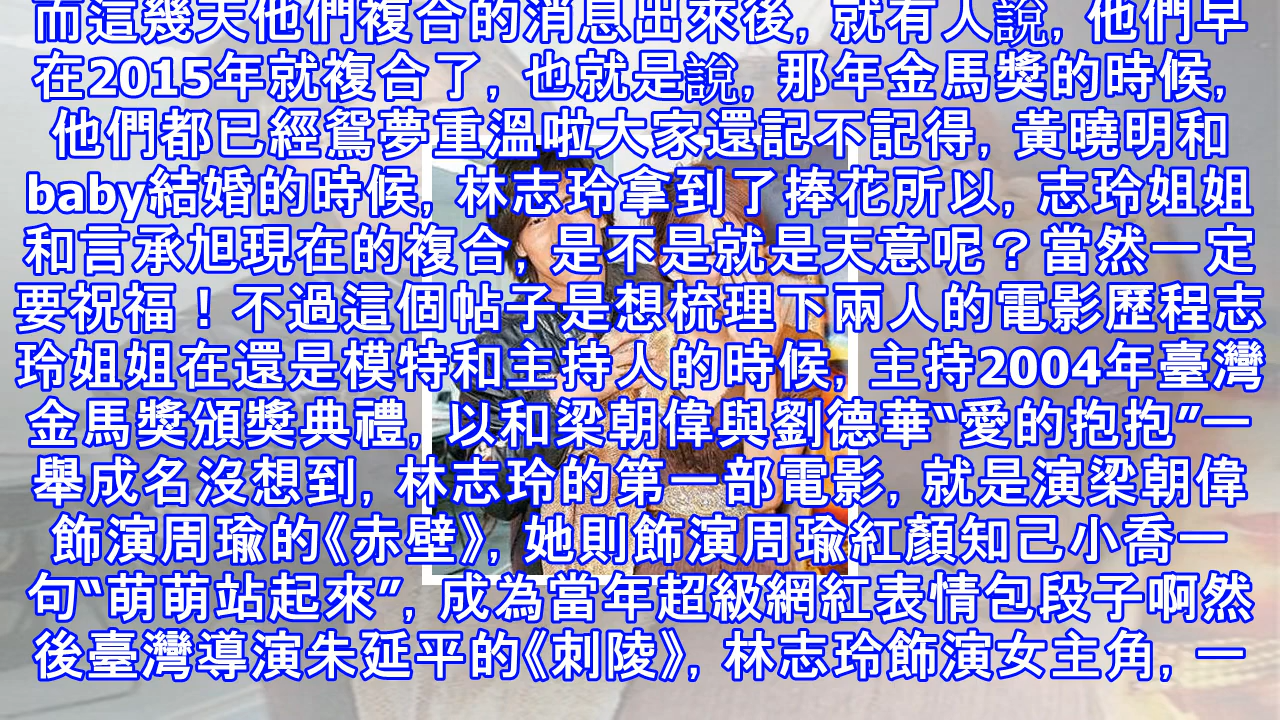 而這幾天他們複合的消息出來後, 就有人說, 他們早
在2015年就複合了, 也就是說, 那年金馬獎的時候,
他們都已經鴛夢重溫啦大家還記不記得, 黃曉明和
baby結婚的時候, 林志玲拿到了捧花所以, 志玲姐姐
和言承旭現在的複合, 是不是就是天意呢？當然一定
要祝福！不過這個帖子是想梳理下兩人的電影歷程志
玲姐姐在還是模特和主持人的時候, 主持2004年臺灣
金馬獎頒獎典禮, 以和梁朝偉與劉德華“愛的抱抱”一
舉成名沒想到, 林志玲的第一部電影, 就是演梁朝偉
飾演周瑜的《赤壁》, 她則飾演周瑜紅顏知己小喬一
句“萌萌站起來”, 成為當年超級網紅表情包段子啊然
後臺灣導演朱延平的《刺陵》, 林志玲飾演女主角, 一